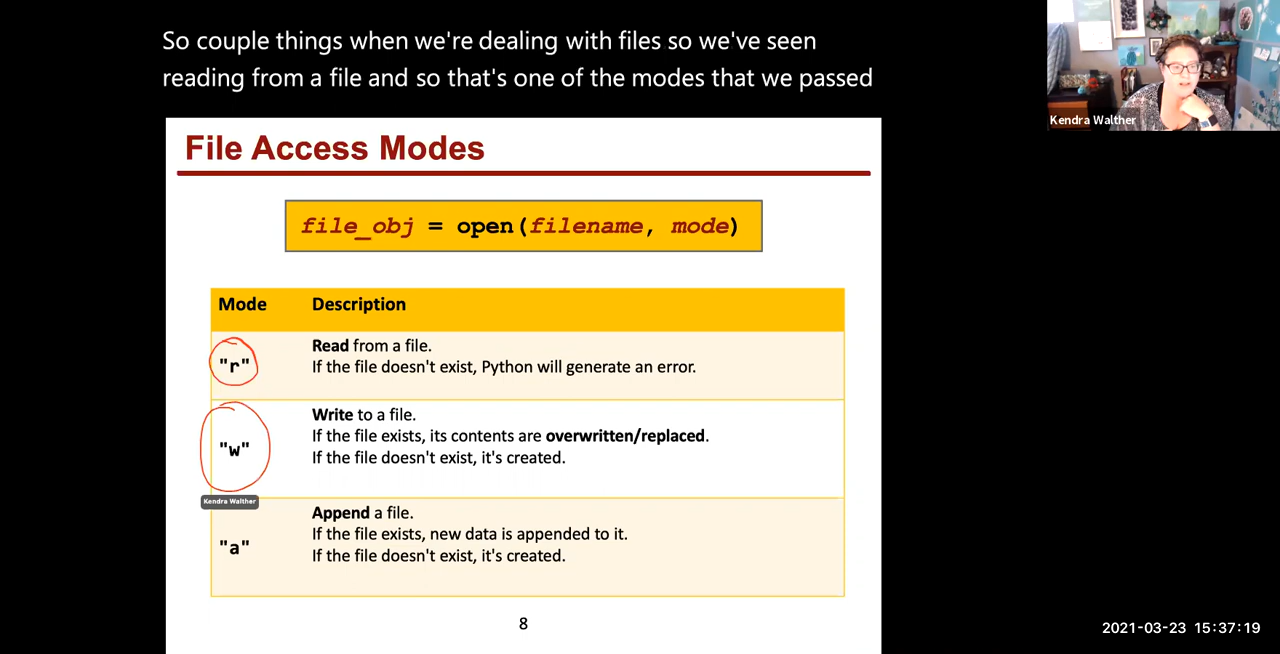 So couple things when we're dealing with files so we've seen
reading from a file and so that's one of the modes that we passed
Kendra Walther
File Access Modes
file_obj = open(filename, mode)
Mode Description
"r"
Read from a file.
If the file doesn't exist, Python will generate an error.
"w"
Write to a file.
If the file exists, its contents are overwritten/replaced.
If the file doesn't exist, it's created.
Kendra Walther
"a"
Append a file.
If the file exists, new data is appended to it.
If the file doesn't exist, it's created.
8
2021-03-23 15:37:19